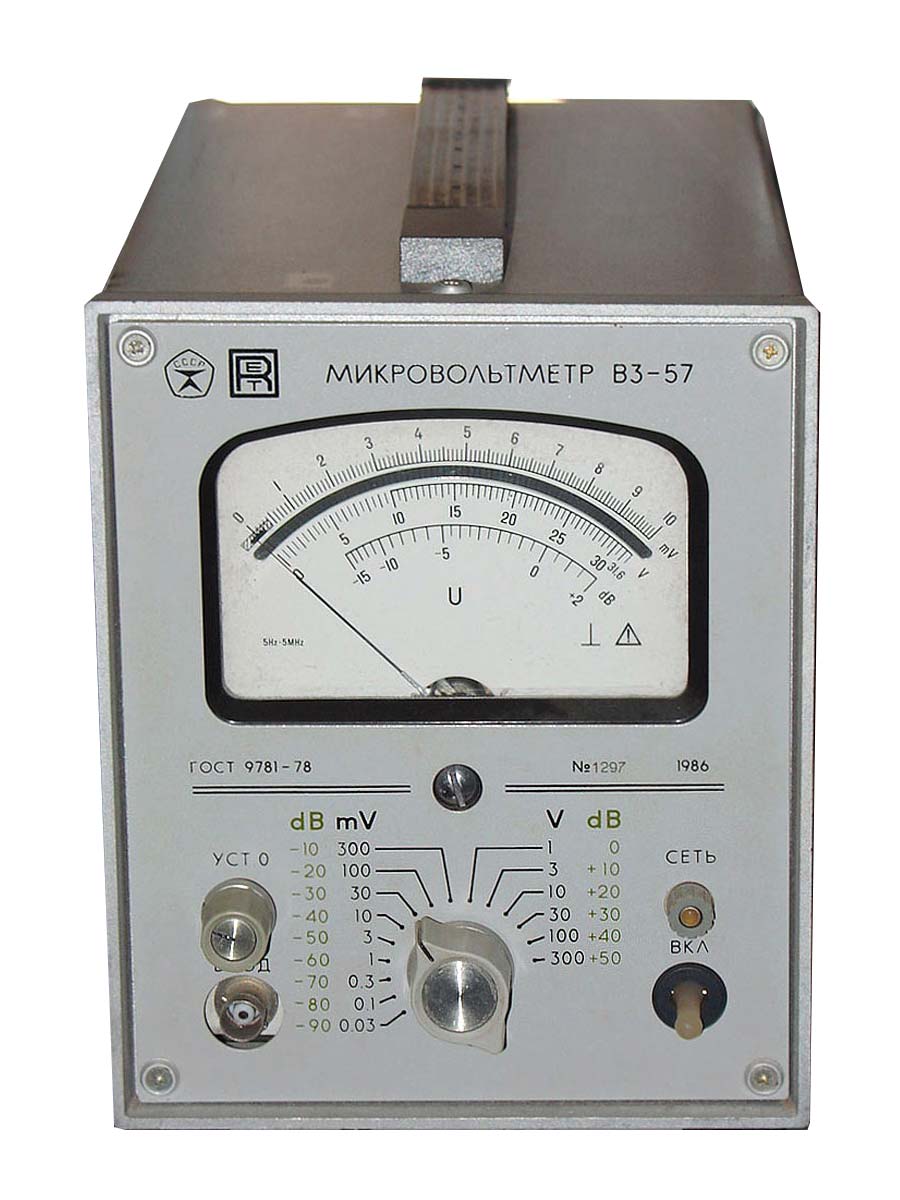 СССР
RET
МИКРОВОЛЬТМЕТР В3-57
0 1 2 3 4 5 6 7 8 9 10
mV
0 5 10 15 20 25 30 31.6
V
-15 -10 -5 0 +2
dB
U
5Hz-5MHz
ГОСТ 9781-78
№1297 1986
dB mV V dB
-10 300 1 0
-20 100 3 +10
-30 30 10 +20
-40 10 30 +30
-50 3 100 +40
-60 1 300 +50
-70 0.3
-80 0.1
-90 0.03
УСТ 0
СЕТЬ
ВКЛ